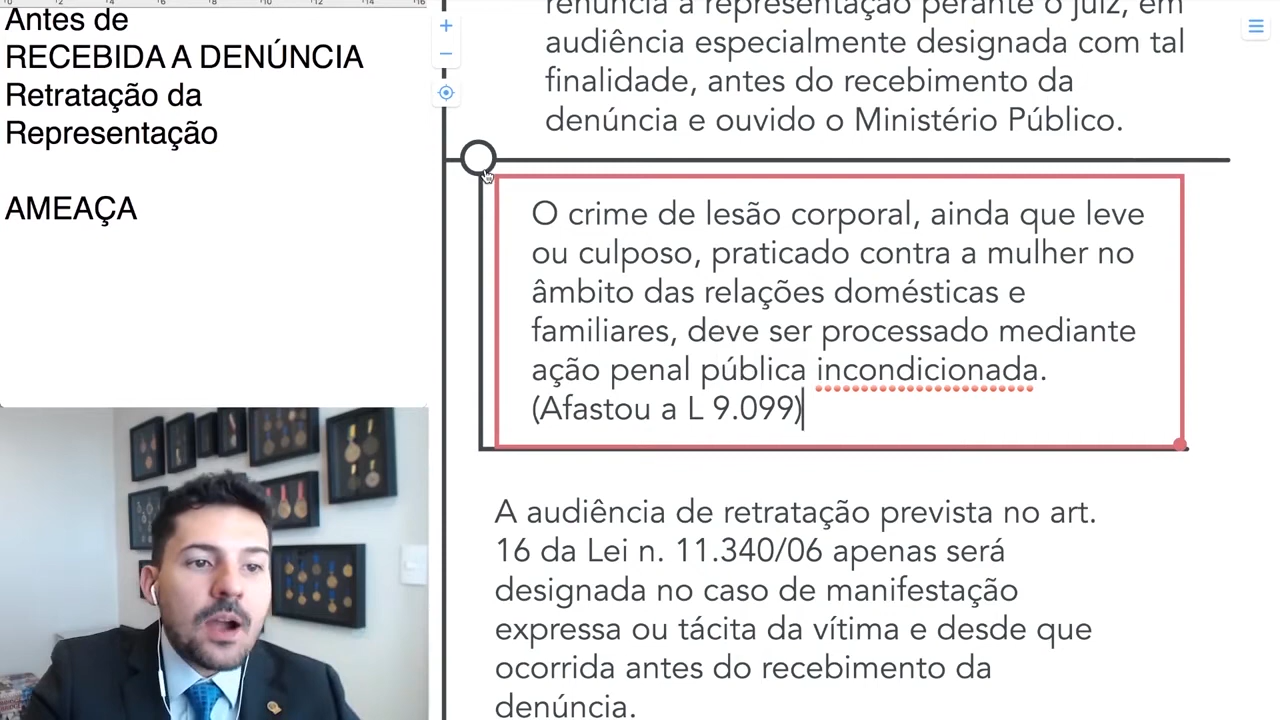 Antes de
RECEBIDA A DENÚNCIA
Retratação da
Representação
AMEAÇA
renúncia à representação perante o juiz, em
audiência especialmente designada com tal
finalidade, antes do recebimento da
denúncia e ouvido o Ministério Público.
O crime de lesão corporal, ainda que leve
ou culposo, praticado contra a mulher no
âmbito das relações domésticas e
familiares, deve ser processado mediante
ação penal pública incondicionada.
(Afastou a L 9.099)
A audiência de retratação prevista no art.
16 da Lei n. 11.340/06 apenas será
designada no caso de manifestação
expressa ou tácita da vítima e desde que
ocorrida antes do recebimento da
denúncia.